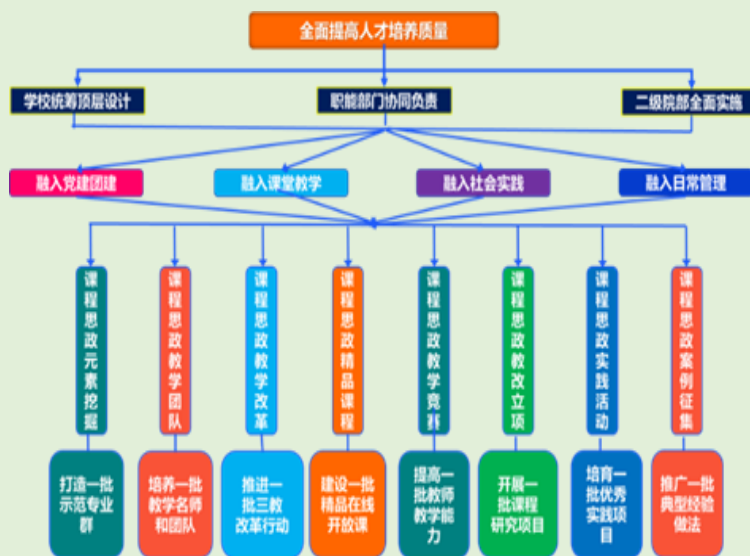 全面提高人才培养质量
学校统筹顶层设计
职能部门协同负责
二级院部全面实施
融入党建团建
融入课堂教学
融入社会实践
融入日常管理
课程思政元素挖掘
课程思政教学团队
课程思政教学改革
课程思政精品课程
课程思政教学竞赛
课程思政教改立项
课程思政实践活动
课程思政案例征集
打造一批
示范专业
群
培养一批
教学名师
和团队
推进一
批三教
改革行动
建设一批
精品在线
开放课
提高一
批教师
教学能
力
开展一
批课程
研究项目
培育一
批优秀
实践项
目
推广一批
典型经验
做法